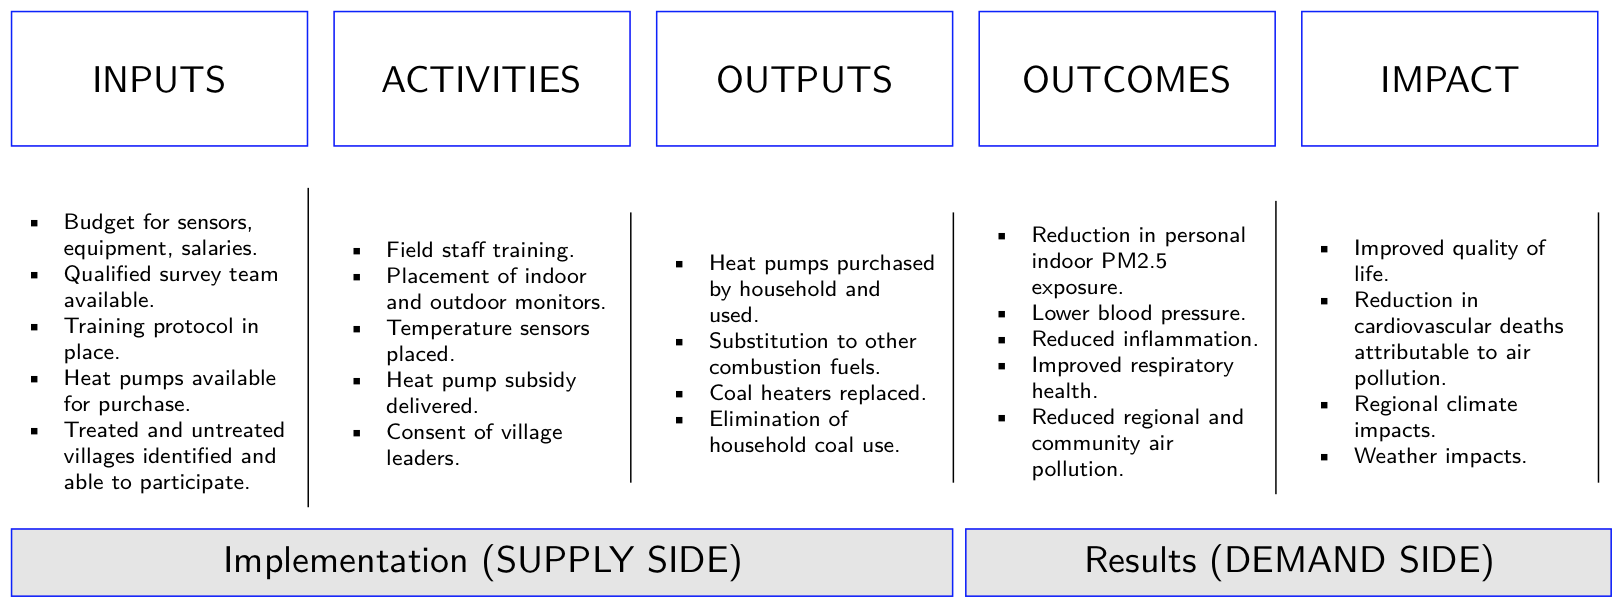 INPUTS
ACTIVITIES
OUTPUTS
OUTCOMES
IMPACT
Budget for sensors,
equipment, salaries.
Qualified survey team
available.
Training protocol in
place.
Heat pumps available
for purchase.
Treated and untreated
villages identified and
able to participate.
Field staff training.
Placement of indoor
and outdoor monitors.
Temperature sensors
placed.
Heat pump subsidy
delivered.
Consent of village
leaders.
Heat pumps purchased
by household and
used.
Substitution to other
combustion fuels.
Coal heaters replaced.
Elimination of
household coal use.
Reduction in personal
indoor PM2.5
exposure.
Lower blood pressure.
Reduced inflammation.
Improved respiratory
health.
Reduced regional and
community air
pollution.
Improved quality of
life.
Reduction in
cardiovascular deaths
attributable to air
pollution.
Regional climate
impacts.
Weather impacts.
Implementation (SUPPLY SIDE)
Results (DEMAND SIDE)